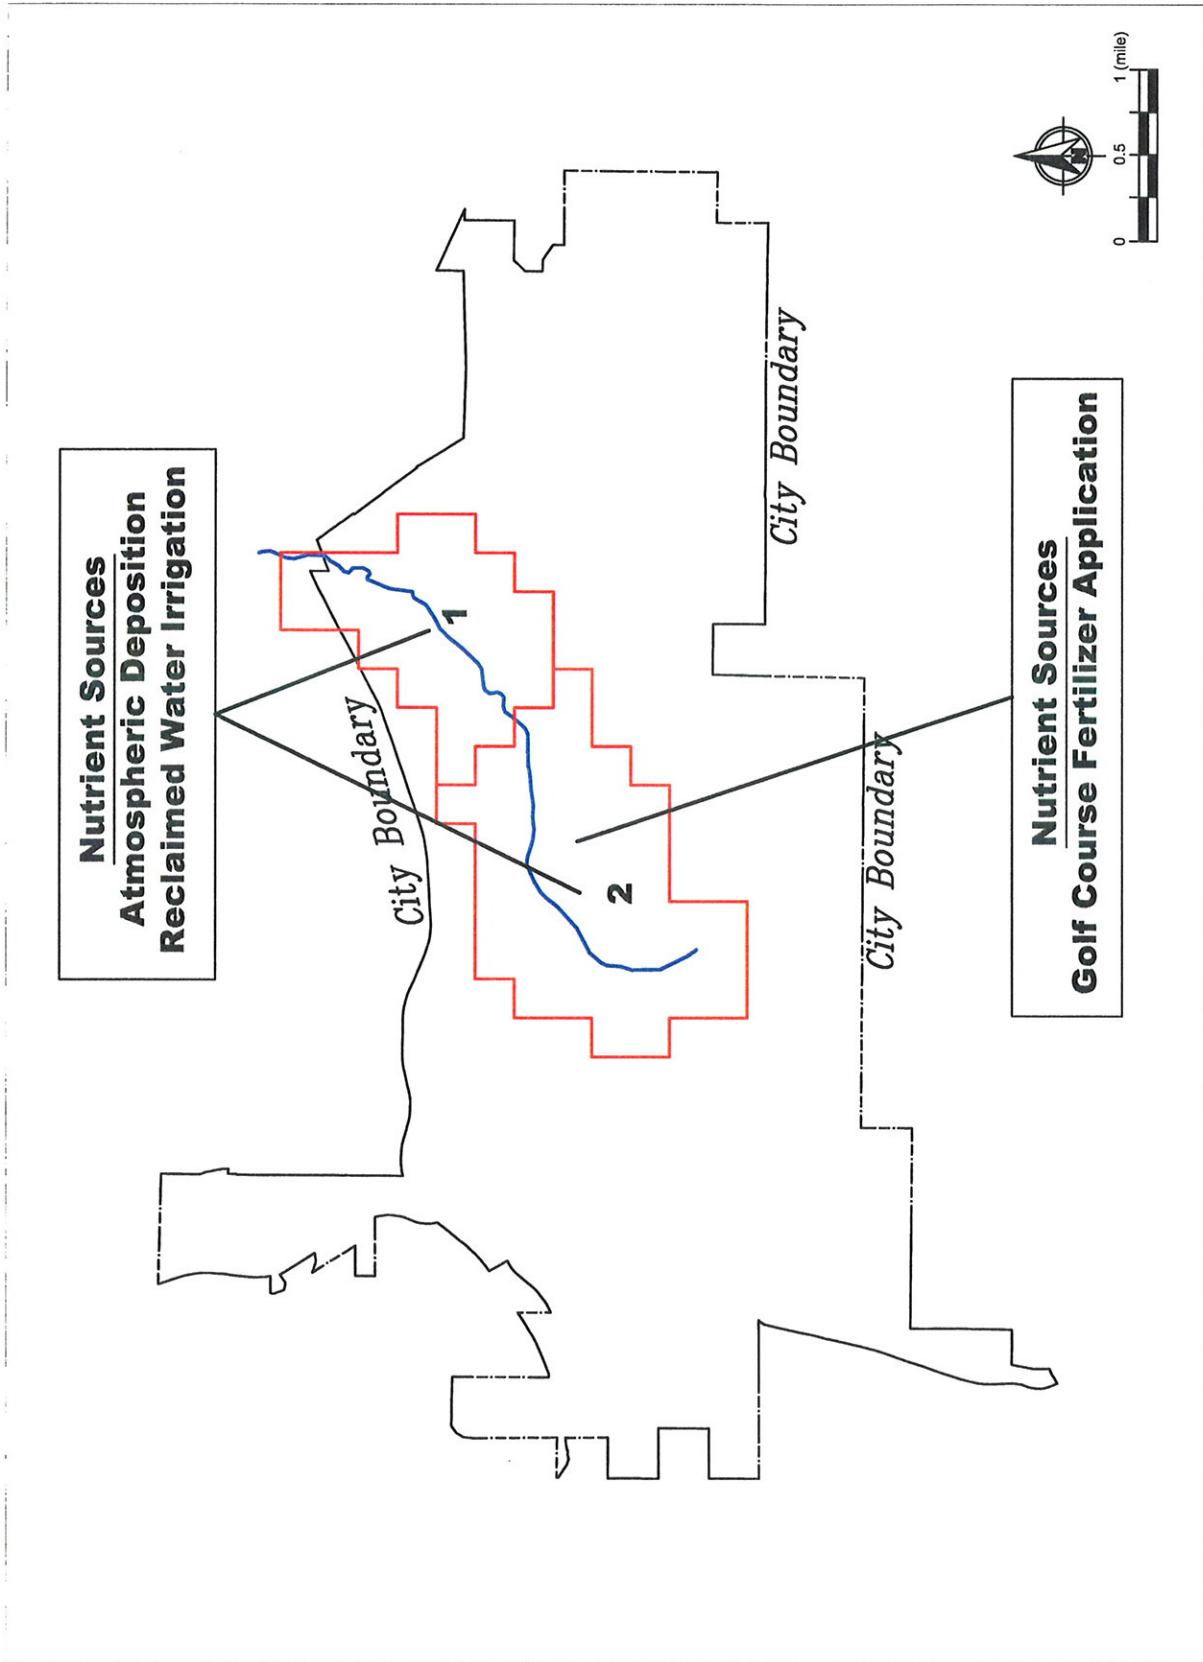 Nutrient Sources
Atmospheric Deposition
Reclaimed Water Irrigation
City Boundary
1
2
City Boundary
City Boundary
Nutrient Sources
Golf Course Fertilizer Application
N
0
0.5
1 (mile)